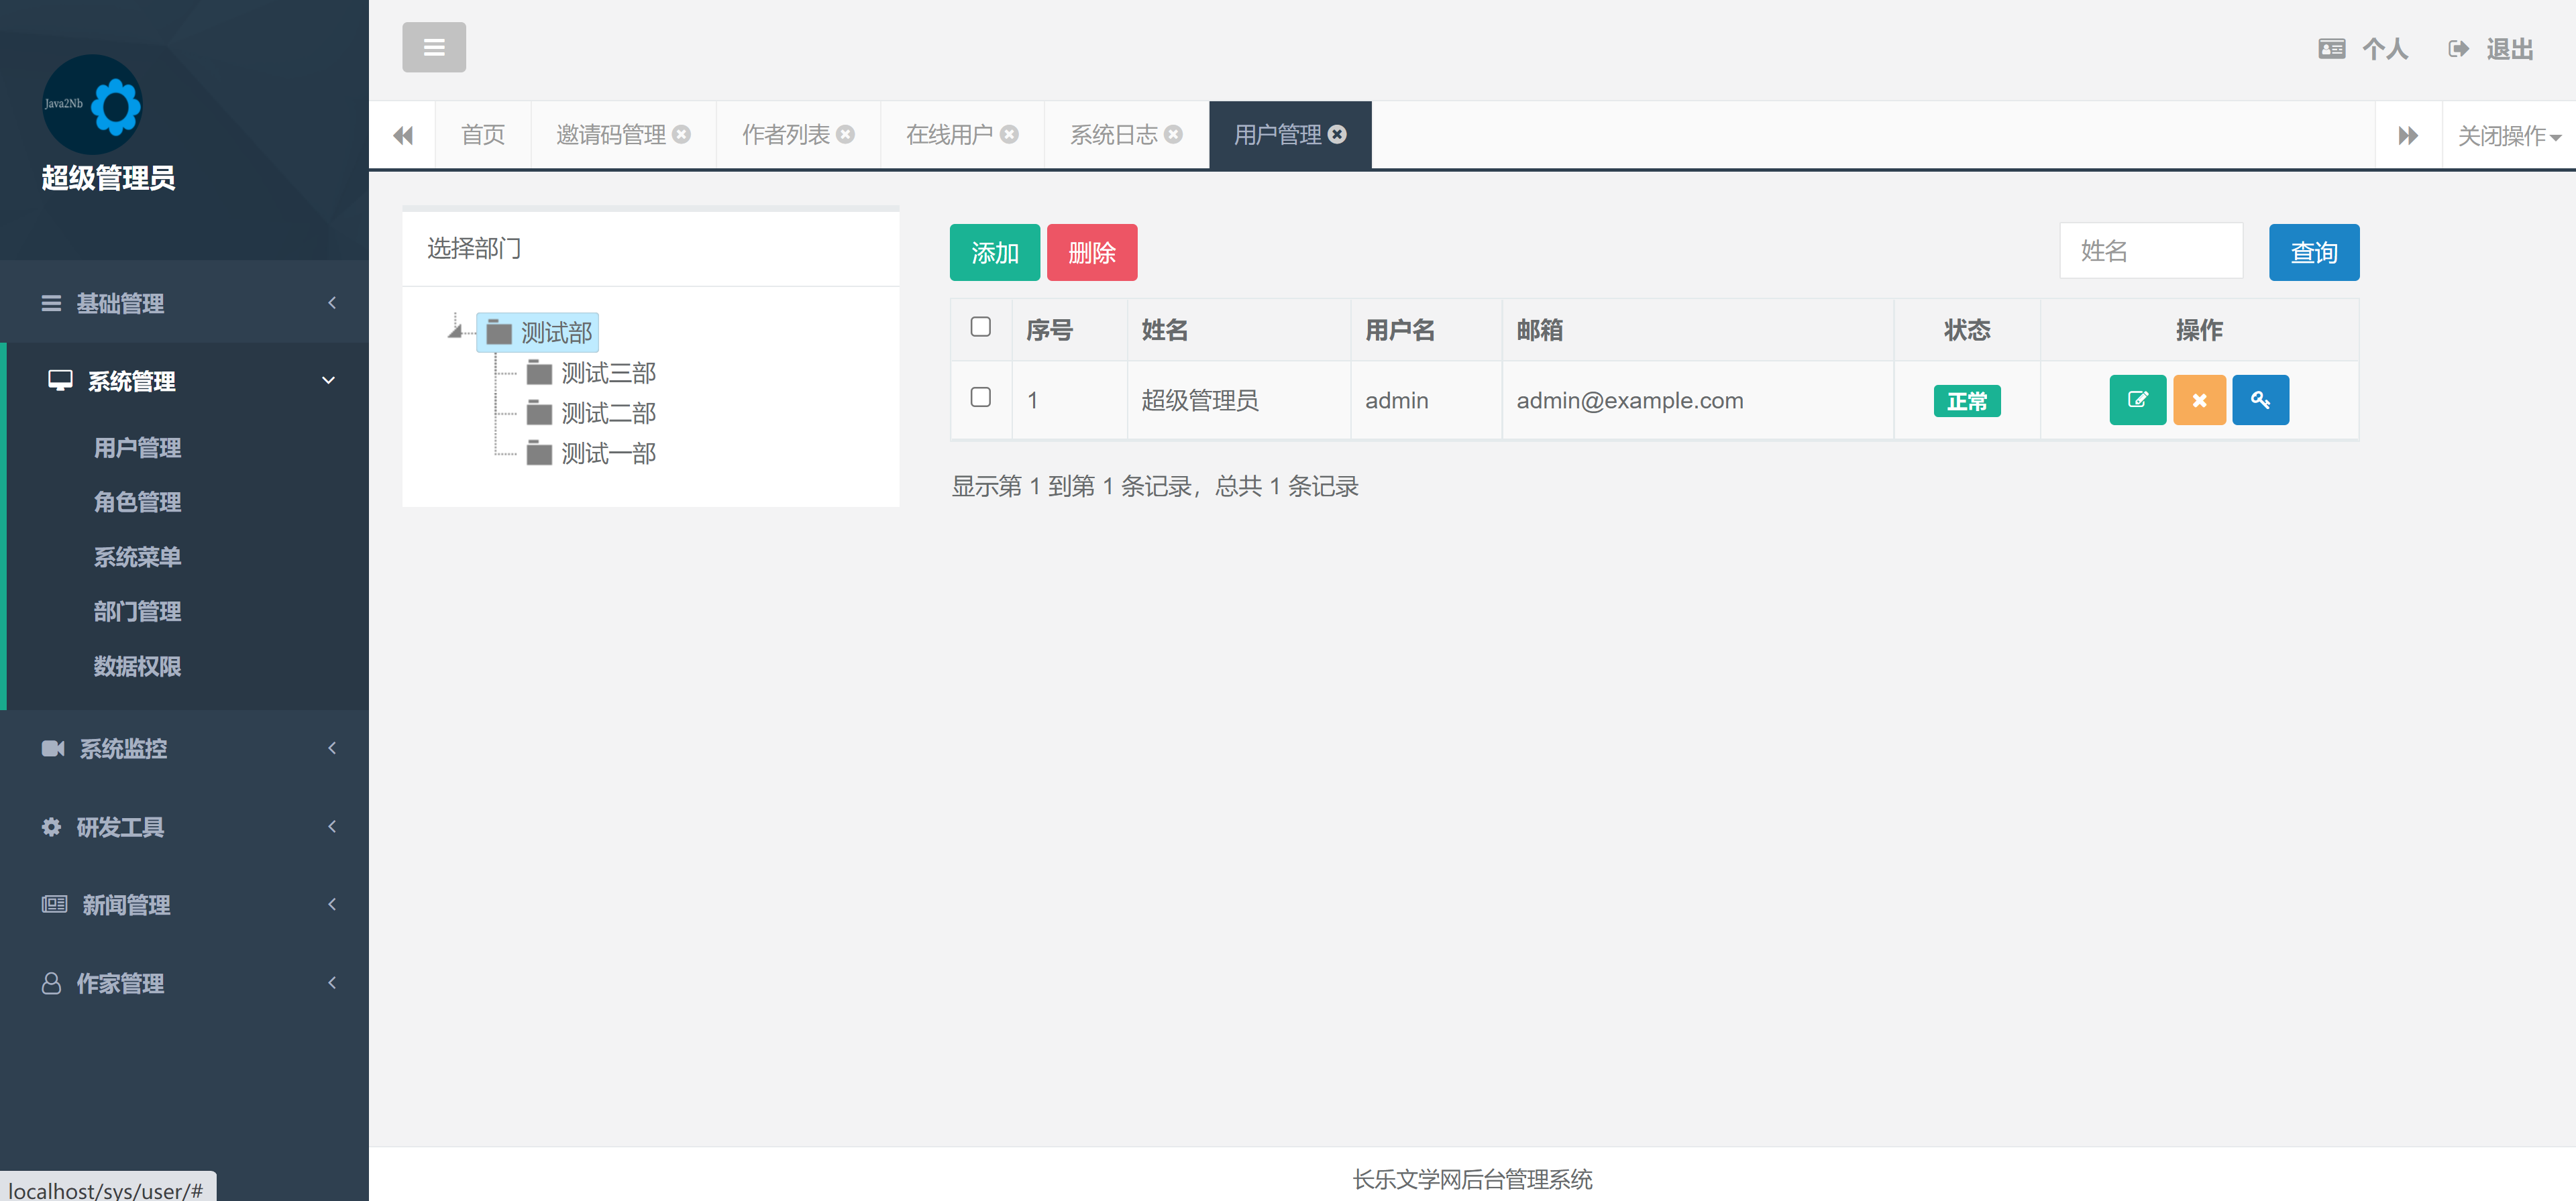 Java2Nb
超级管理员
基础管理
系统管理
用户管理
角色管理
系统菜单
部门管理
数据权限
系统监控
研发工具
新闻管理
作家管理
localhost/sys/user/#
个人 退出
首页 邀请码管理 作者列表 在线用户 系统日志 用户管理 关闭操作
选择部门
测试部
测试三部
测试二部
测试一部
添加 删除 姓名 查询
序号 姓名 用户名 邮箱 状态 操作
1 超级管理员 admin admin@example.com 正常
显示第 1 到第 1 条记录，总共 1 条记录
长乐文学网后台管理系统